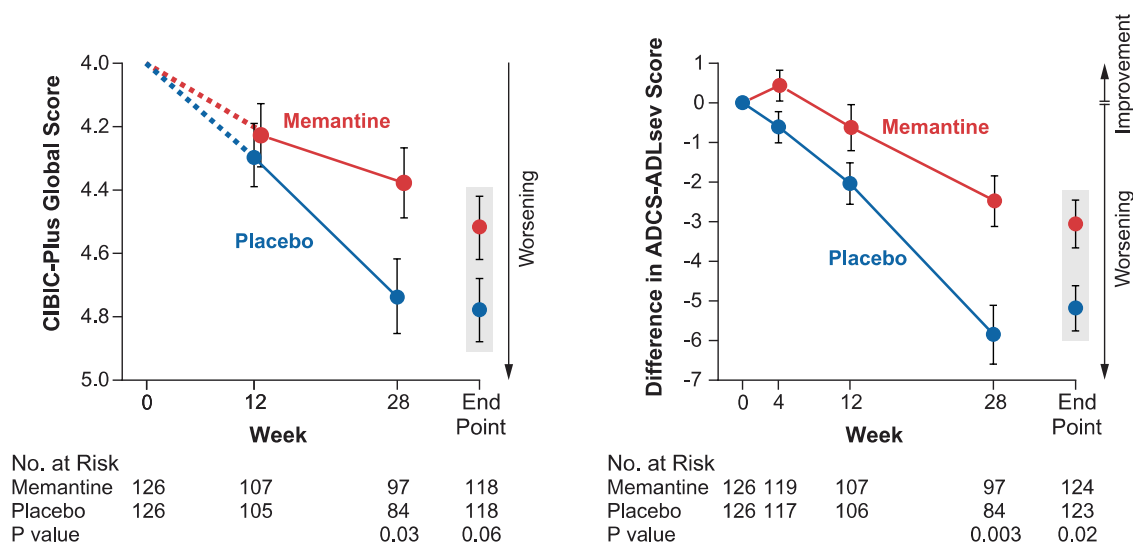 CIBIC-Plus Global Score
4.0
4.2
4.4
4.6
4.8
5.0
Memantine
Placebo
0
12
28
End
Point
Week
Worsening
No. at Risk
Memantine 126 107 97 118
Placebo 126 105 84 118
P value 0.03 0.06
Difference in ADCS-ADLsev Score
1
0
-1
-2
-3
-4
-5
-6
-7
Memantine
Placebo
0
4
12
28
End
Point
Week
Improvement
Worsening
No. at Risk
Memantine 126 119 107 97 124
Placebo 126 117 106 84 123
P value 0.003 0.02